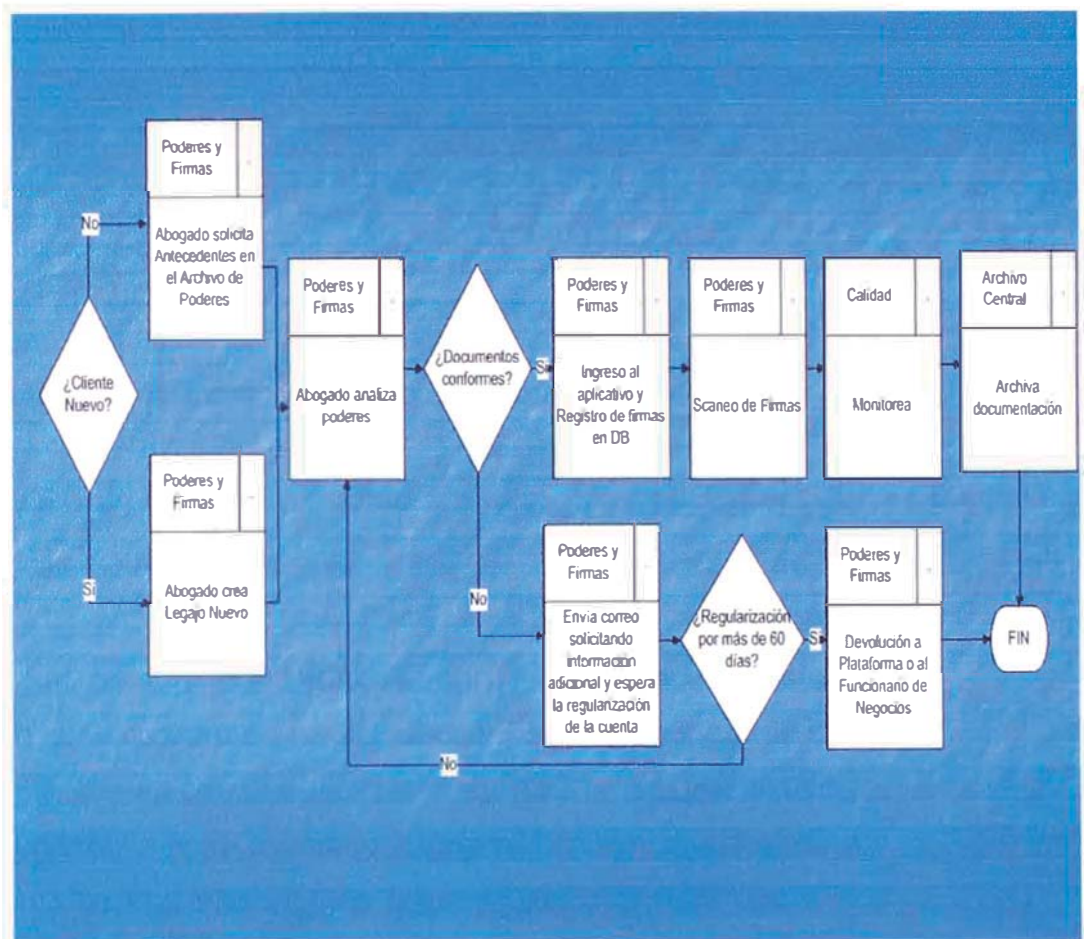 Poderes y
Firmas
No
Abogado solicita
Antecedentes en
el Archivo de
Poderes
¿Cliente
Nuevo?
Poderes y
Firmas
Sí
Abogado crea
Legajo Nuevo
Poderes y
Firmas
Abogado analiza
poderes
¿Documentos
conformes?
Sí
Poderes y
Firmas
Ingreso al
aplicativo y
Registro de firmas
en DB
Poderes y
Firmas
Scaneo de Firmas
Calidad
Monitorea
Archivo
Central
Archiva
documentación
No
Poderes y
Firmas
Envia correo
solicitando
información
adicional y espera
la regularización
de la cuenta
¿Regularización
por más de 60
días?
Sí
Poderes y
Firmas
Devolución a
Plataforma o al
Funcionario de
Negocios
FIN
No